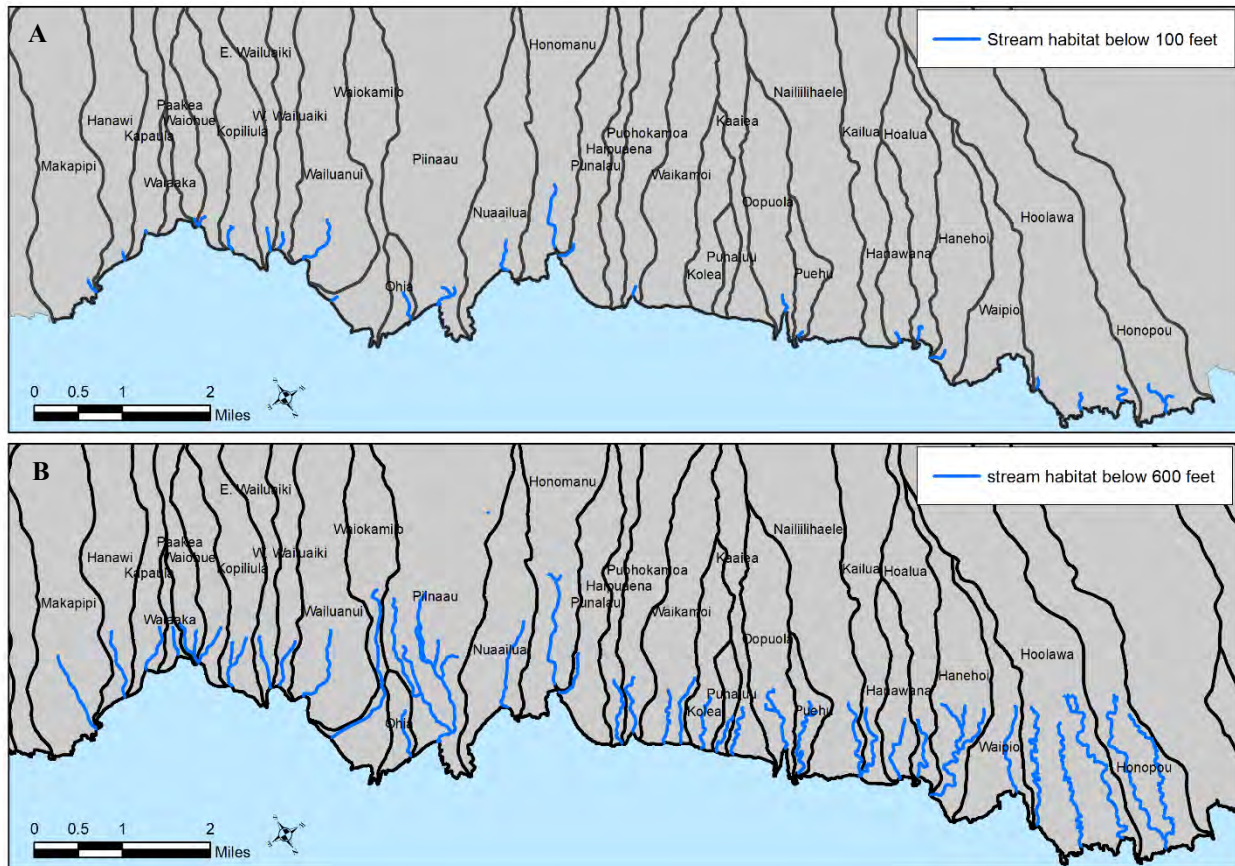 A
Stream habitat below 100 feet
Honomanu
E. Wailuaiki
Waiokamilo
Nailiilihaele
Paakea
Hanawi
Waiohue
W. Wailuaiki
Kaaiea
Kapaula
Kopiliula
Puohokamoa
Kailua
Hoalua
Haipuaena
Makapipi
Punalau
Waikamoi
Wailuanui
Piinaau
Waiaaka
Hoolawa
Oopuola
Nuaailua
Hanehoi
Punaluu
Hanawana
Kolea
Puehu
Ohia
Waipio
Honopou
0 0.5 1 2
Miles
B
stream habitat below 600 feet
Honomanu
E. Wailuaiki
Waiokamilo
Nailiilihaele
Paakea
Hanawi
Waiohue
W. Wailuaiki
Kaaiea
Kapaula
Kopiliula
Puohokamoa
Kailua
Hoalua
Haipuaena
Makapipi
Punalau
Waikamoi
Wailuanui
Piinaau
Waiaaka
Oopuola
Nuaailua
Hoolawa
Hanehoi
Punaluu
Hanawana
Kolea
Puehu
Ohia
Waipio
Honopou
0 0.5 1 2
Miles